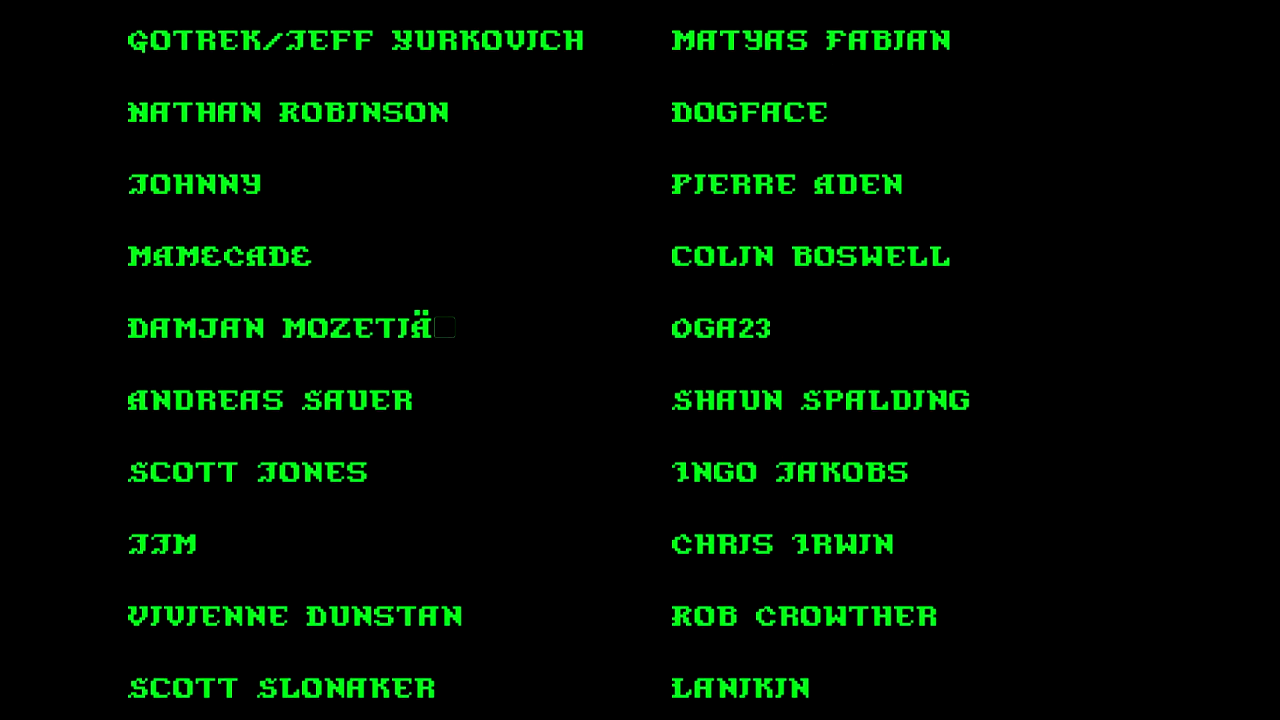 GOTREK/JEFF YURKOVICH
NATHAN ROBINSON
JOHNNY
MAMECADE
DAMJAN MOZETIÄ□
ANDREAS SAUER
SCOTT JONES
JJM
VIVIENNE DUNSTAN
SCOTT SLONAKER
MATYAS FABIAN
DOGFACE
PIERRE ADEN
COLIN BOSWELL
OGA23
SHAUN SPALDING
INGO JAKOBS
CHRIS IRWIN
ROB CROWTHER
LANIKIN